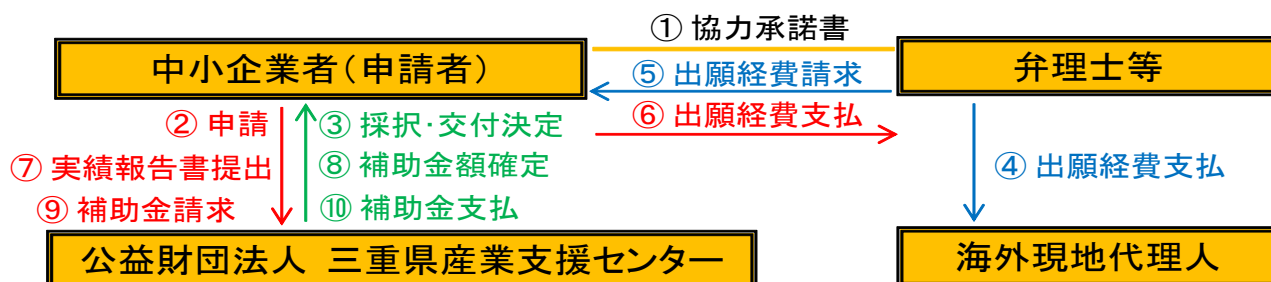 ① 協力承諾書
中小企業者(申請者)
弁理士等
⑤ 出願経費請求
⑥ 出願経費支払
② 申請
③ 採択・交付決定
⑦ 実績報告書提出
⑧ 補助金額確定
④ 出願経費支払
⑨ 補助金請求
⑩ 補助金支払
公益財団法人 三重県産業支援センター
海外現地代理人